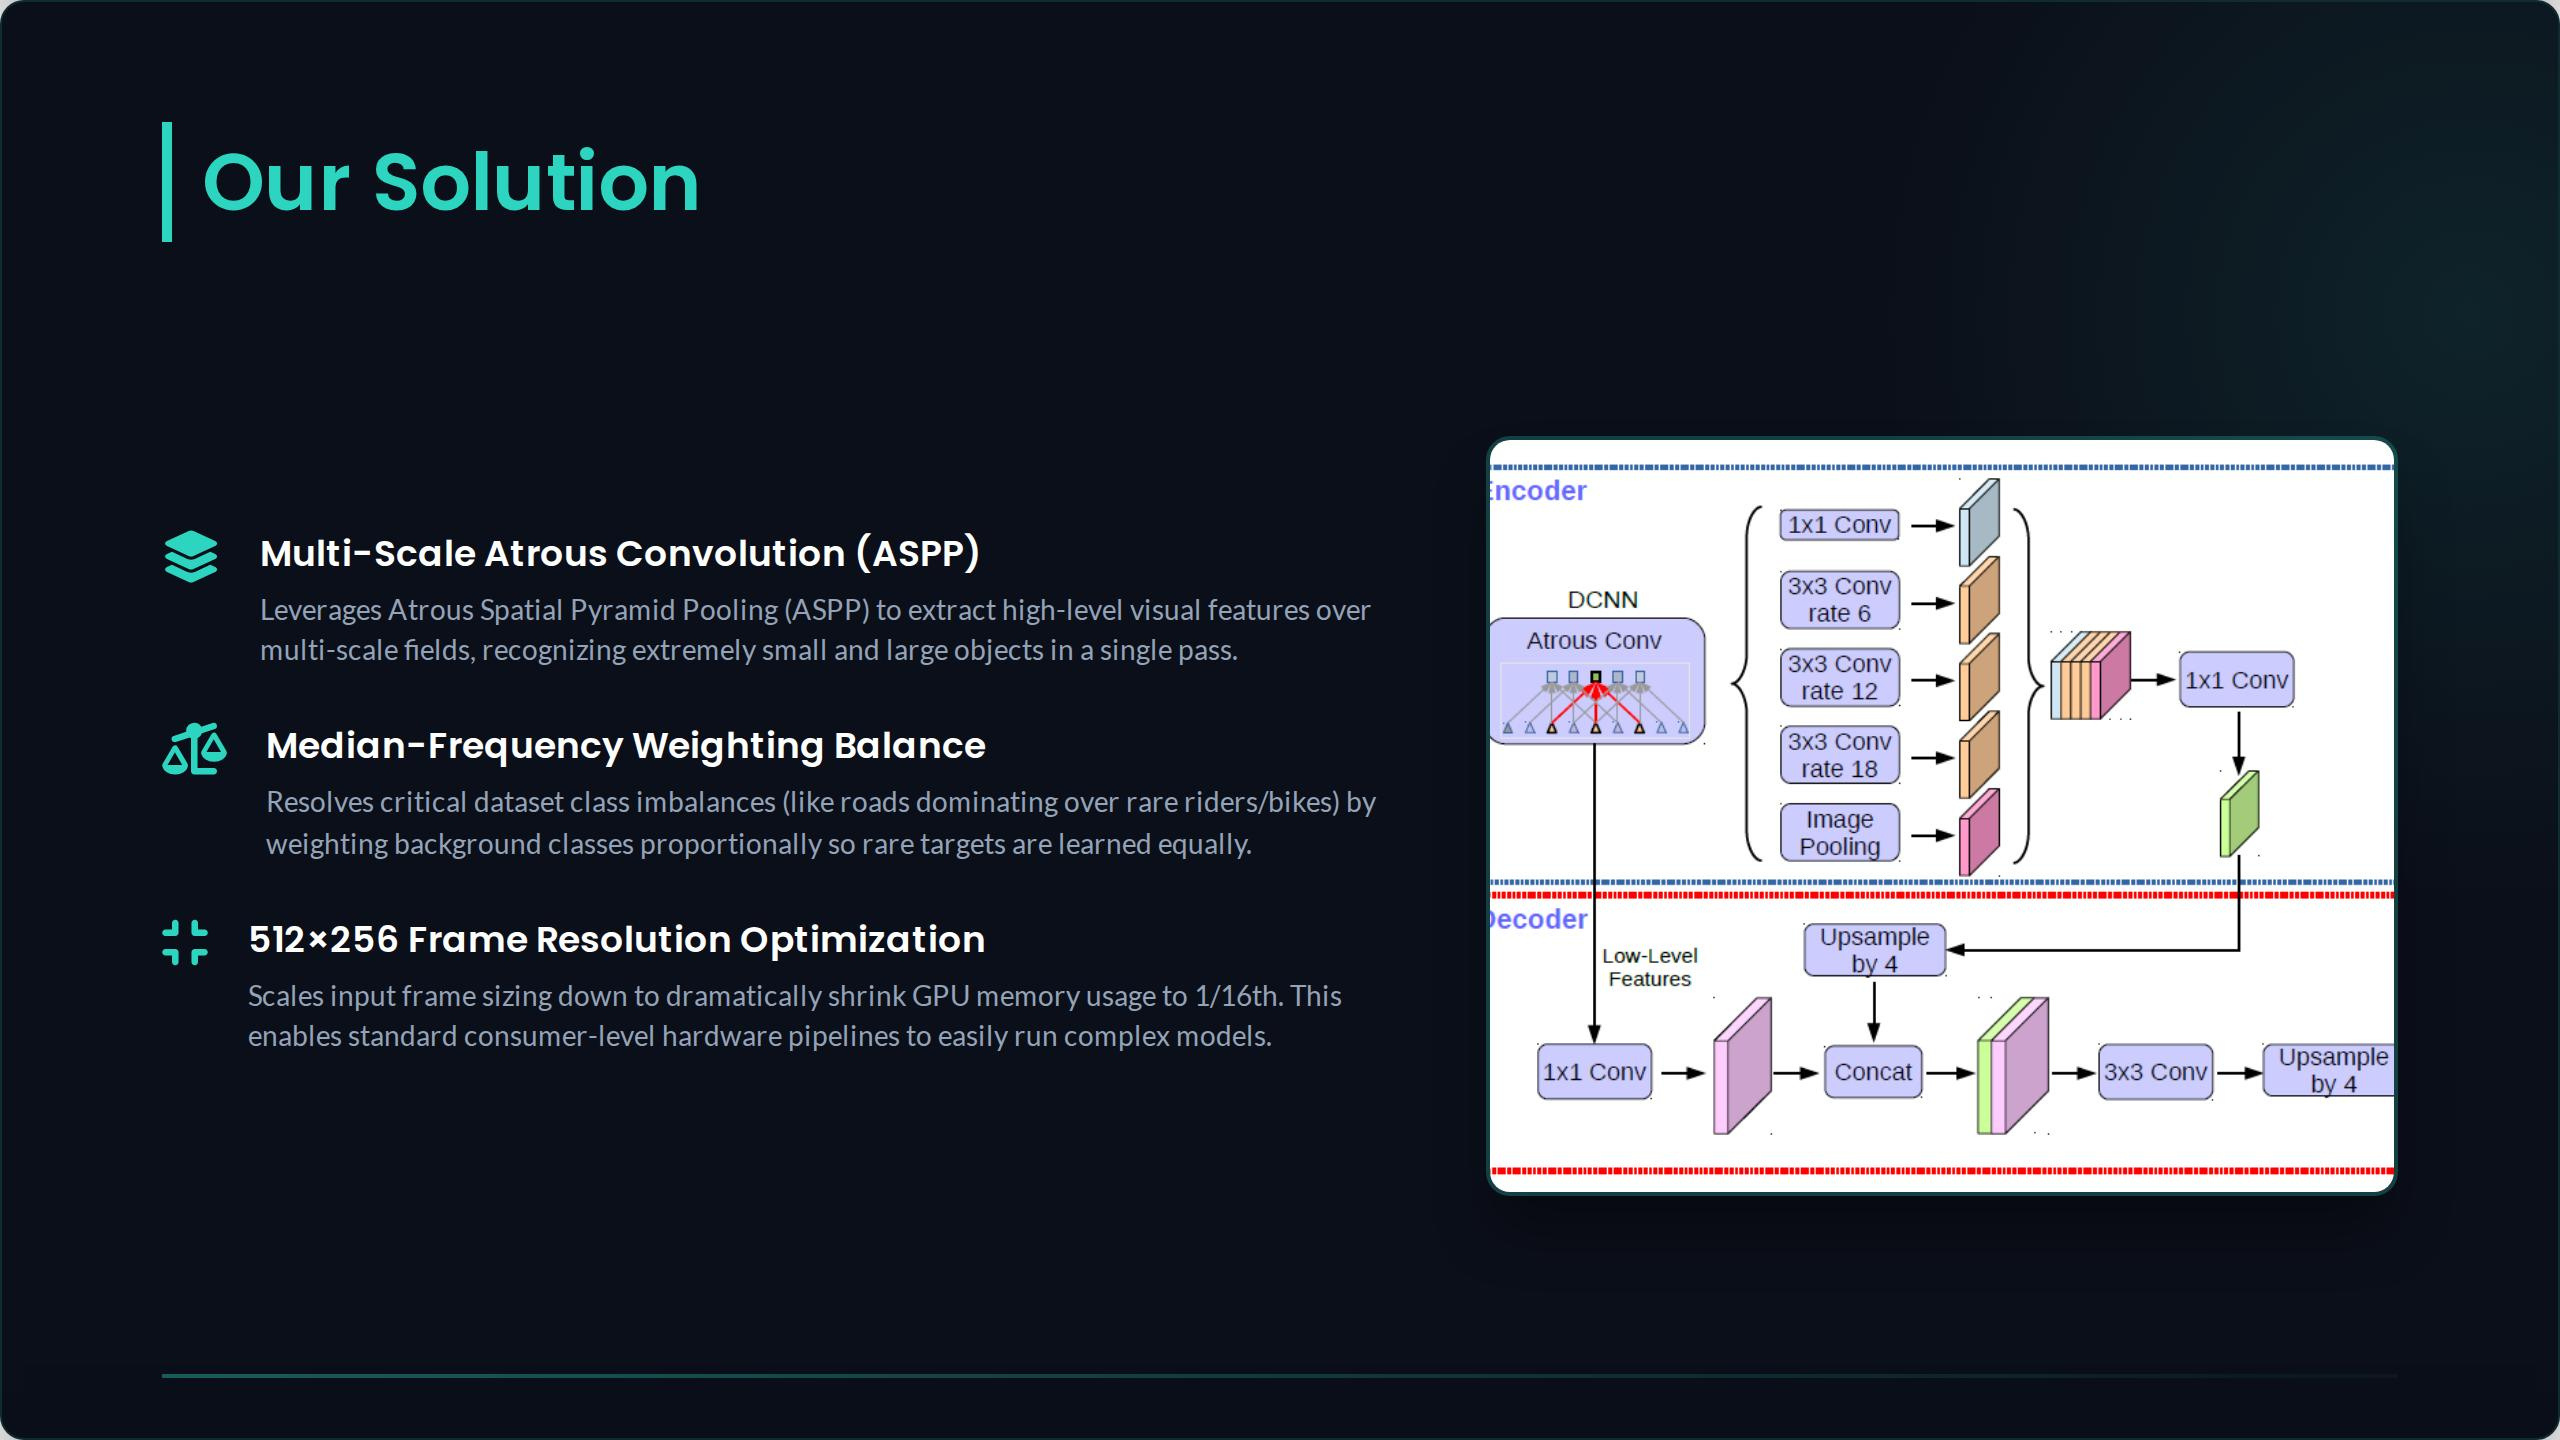 Our Solution
Multi-Scale Atrous Convolution (ASPP)
Leverages Atrous Spatial Pyramid Pooling (ASPP) to extract high-level visual features over
multi-scale fields, recognizing extremely small and large objects in a single pass.
Median-Frequency Weighting Balance
Resolves critical dataset class imbalances (like roads dominating over rare riders/bikes) by
weighting background classes proportionally so rare targets are learned equally.
512×256 Frame Resolution Optimization
Scales input frame sizing down to dramatically shrink GPU memory usage to 1/16th. This
enables standard consumer-level hardware pipelines to easily run complex models.
Encoder
DCNN
Atrous Conv
1x1 Conv
3x3 Conv
rate 6
3x3 Conv
rate 12
3x3 Conv
rate 18
Image
Pooling
1x1 Conv
Decoder
Low-Level
Features
Upsample
by 4
1x1 Conv
Concat
3x3 Conv
Upsample
by 4